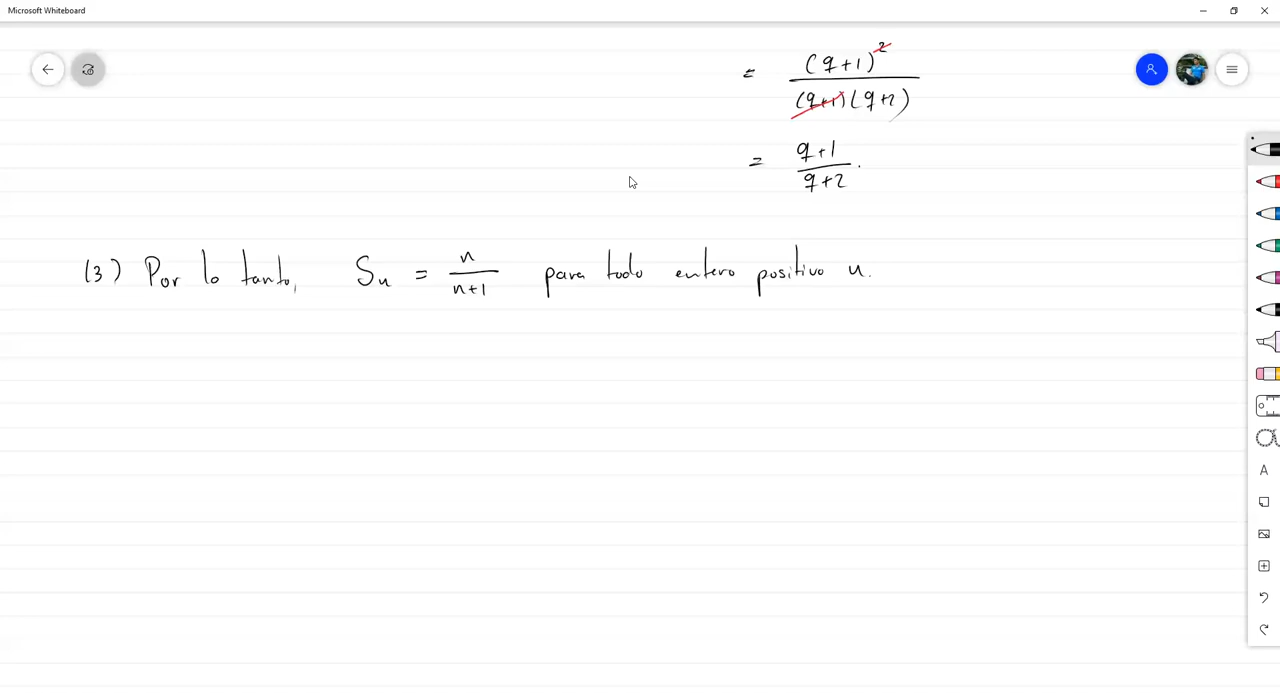 Microsoft Whiteboard
= (q+1)^2 / (q+1)(q+2)
= q+1 / q+2 .
(3) Por lo tanto, Sn = n / n+1 para todo entero positivo n.
A